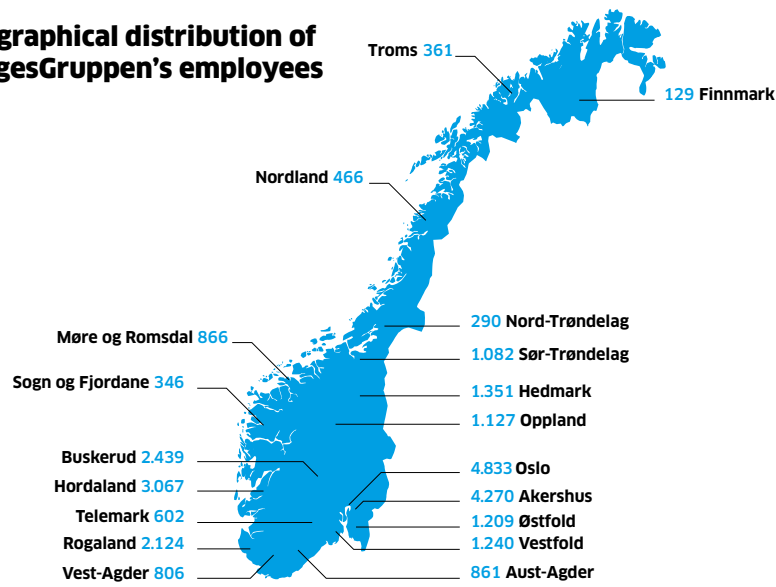 graphical distribution of
gesGruppen’s employees
Troms 361
129 Finnmark
Nordland 466
290 Nord-Trøndelag
Møre og Romsdal 866
1.082 Sør-Trøndelag
Sogn og Fjordane 346
1.351 Hedmark
1.127 Oppland
Buskerud 2.439
4.833 Oslo
Hordaland 3.067
4.270 Akershus
Telemark 602
1.209 Østfold
Rogaland 2.124
1.240 Vestfold
Vest-Agder 806
861 Aust-Agder